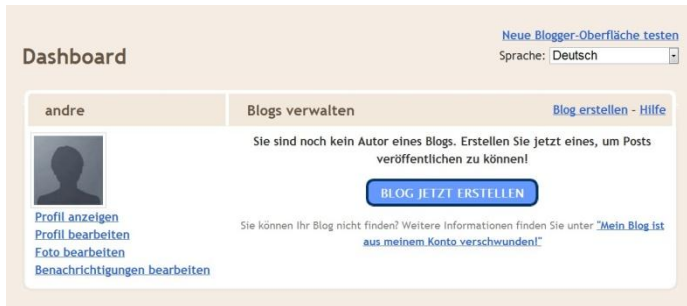 Neue Blogger-Oberfläche testen
Dashboard
Sprache: Deutsch
andre
Blogs verwalten
Blog erstellen - Hilfe
Sie sind noch kein Autor eines Blogs. Erstellen Sie jetzt eines, um Posts
veröffentlichen zu können!
BLOG JETZT ERSTELLEN
Sie können Ihr Blog nicht finden? Weitere Informationen finden Sie unter "Mein Blog ist
aus meinem Konto verschwunden!"
Profil anzeigen
Profil bearbeiten
Foto bearbeiten
Benachrichtigungen bearbeiten